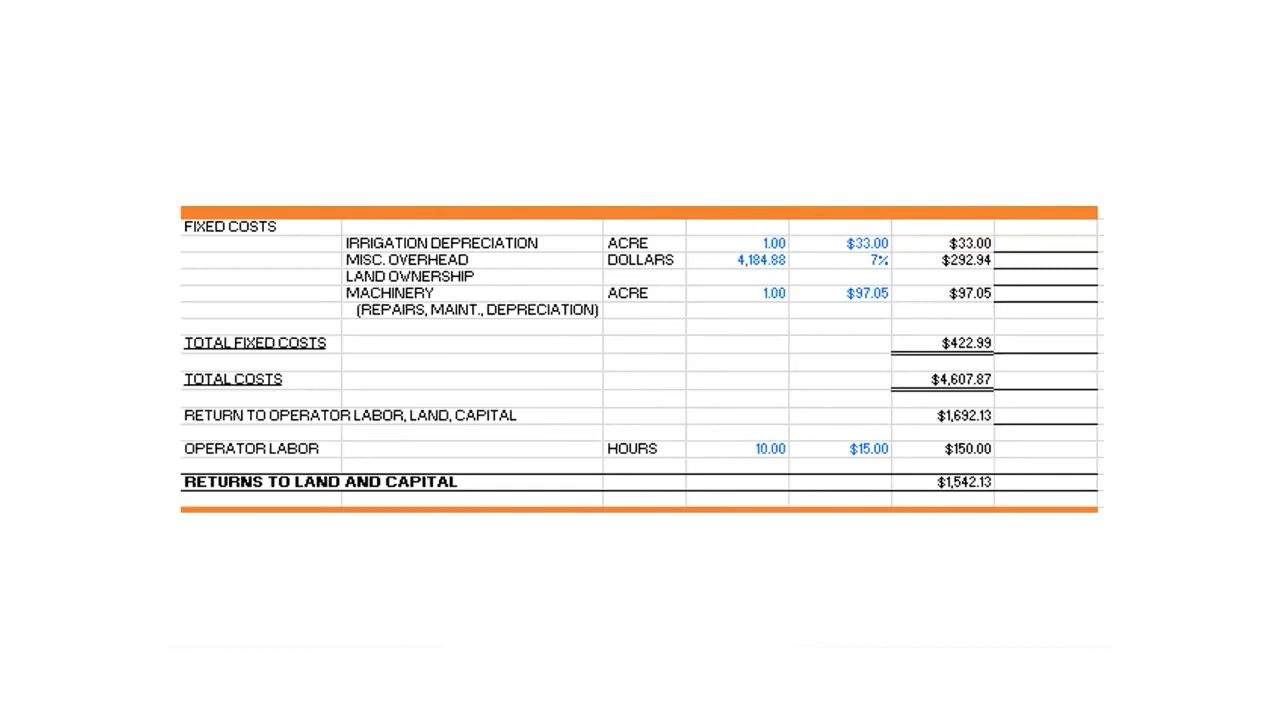 FIXED COSTS
IRRIGATION DEPRECIATION ACRE 1.00 $33.00 $33.00
MISC. OVERHEAD DOLLARS 4,184.88 7% $292.94
LAND OWNERSHIP
MACHINERY ACRE 1.00 $97.05 $97.05
(REPAIRS, MAINT., DEPRECIATION)
TOTAL FIXED COSTS $422.99
TOTAL COSTS $4,607.87
RETURN TO OPERATOR LABOR, LAND, CAPITAL $1,692.13
OPERATOR LABOR HOURS 10.00 $15.00 $150.00
RETURNS TO LAND AND CAPITAL $1,542.13